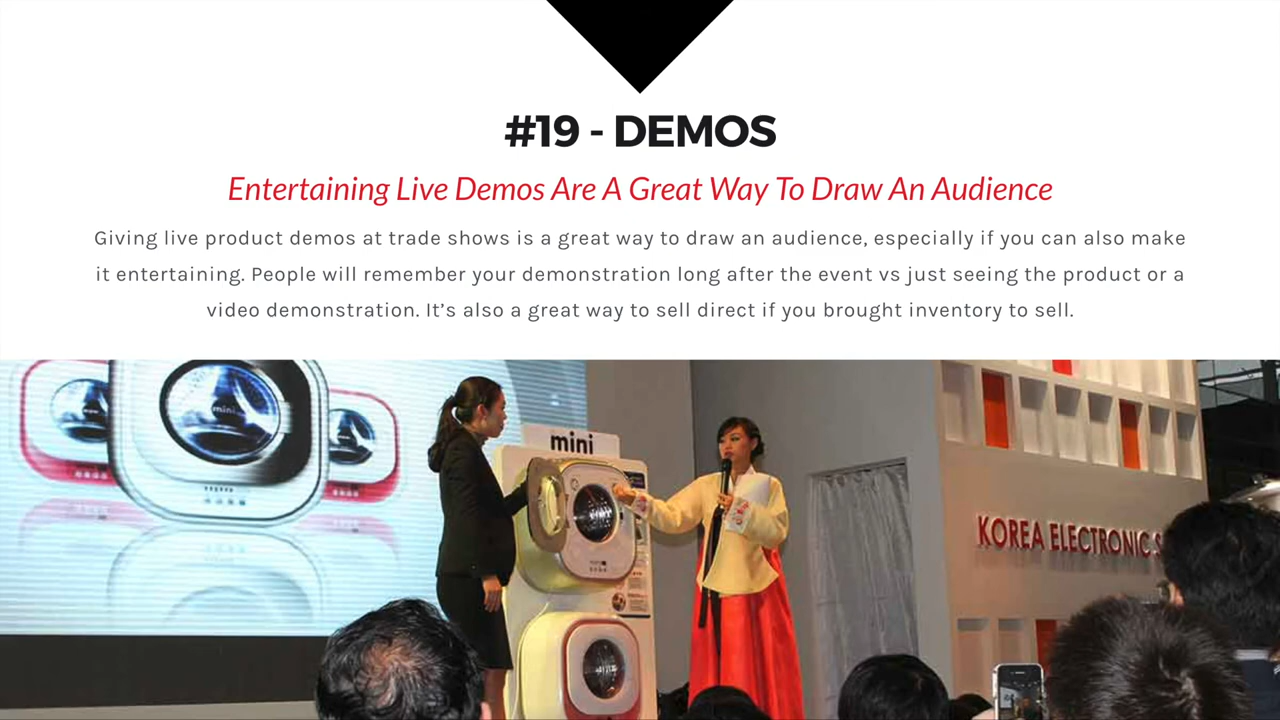 #19 - DEMOS
Entertaining Live Demos Are A Great Way To Draw An Audience
Giving live product demos at trade shows is a great way to draw an audience, especially if you can also make
it entertaining. People will remember your demonstration long after the event vs just seeing the product or a
video demonstration. It’s also a great way to sell direct if you brought inventory to sell.
mini
mini
KOREA ELECTRONIC S